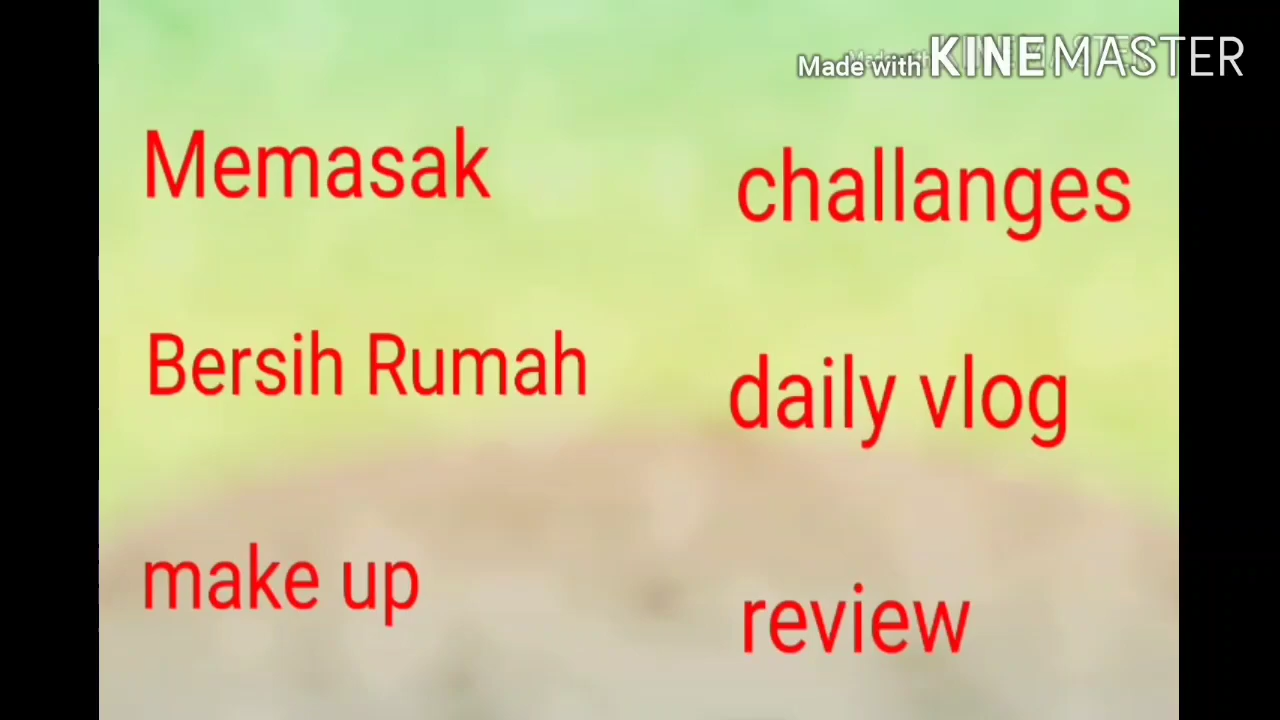 Made with KINEMASTER
Memasak
challanges
Bersih Rumah
daily vlog
make up
review